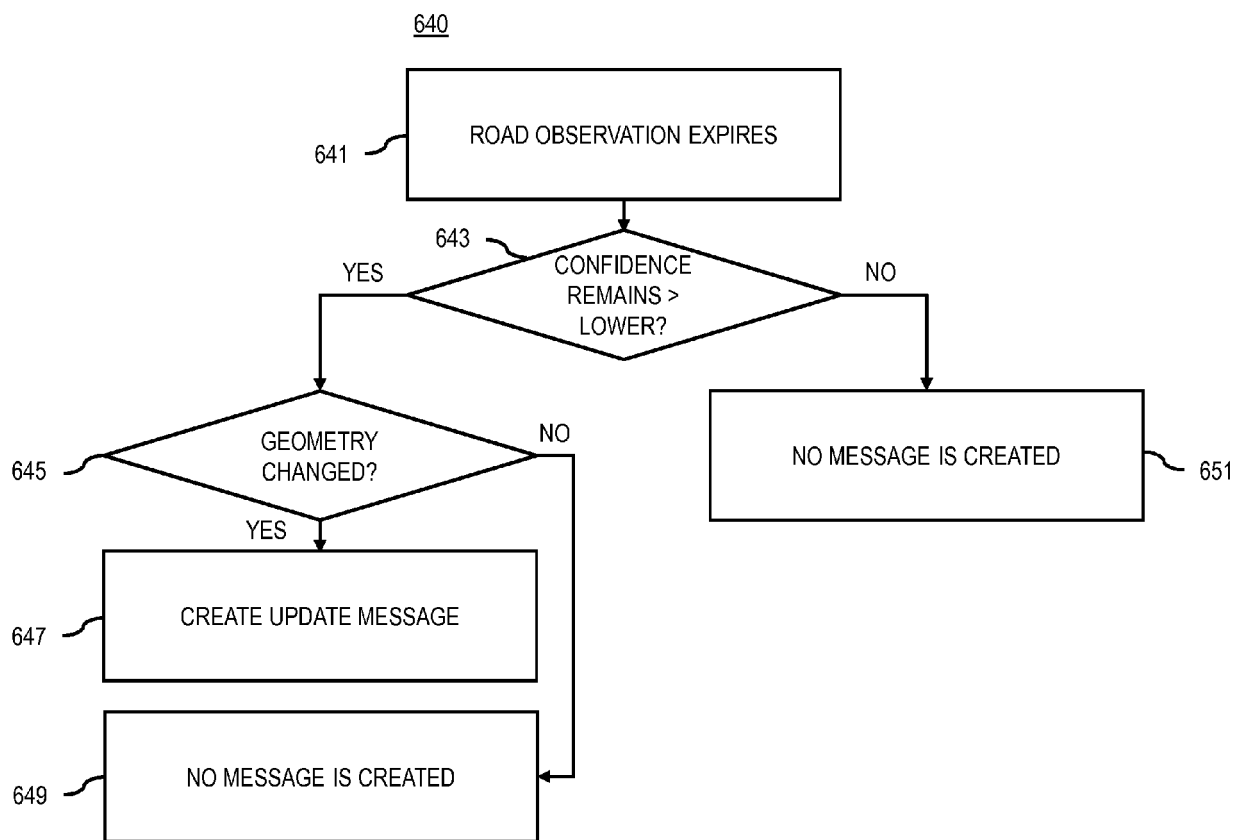 640
ROAD OBSERVATION EXPIRES
641
643
YES
CONFIDENCE
REMAINS >
LOWER?
NO
GEOMETRY
CHANGED?
NO
645
YES
NO MESSAGE IS CREATED
651
CREATE UPDATE MESSAGE
647
NO MESSAGE IS CREATED
649